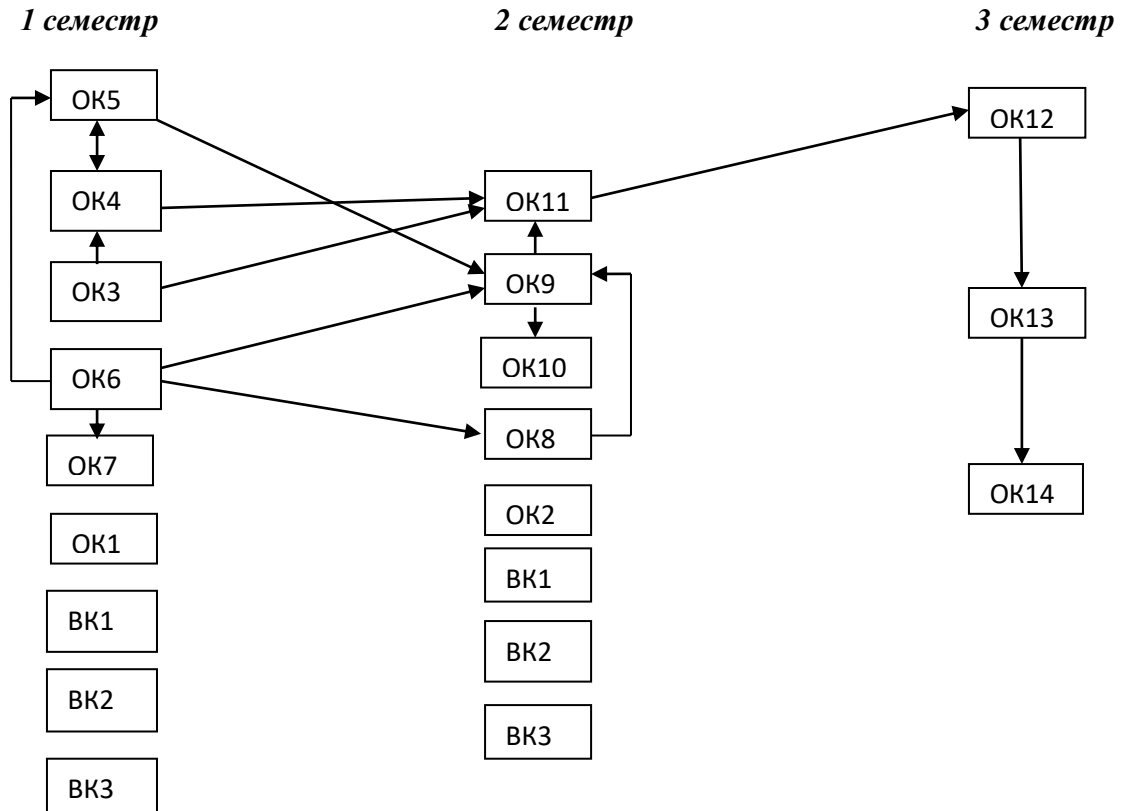 1 семестр
2 семестр
3 семестр
ОК5
ОК4
ОК3
ОК6
ОК7
ОК1
ВК1
ВК2
ВК3
ОК11
ОК9
ОК10
ОК8
ОК2
ВК1
ВК2
ВК3
ОК12
ОК13
ОК14